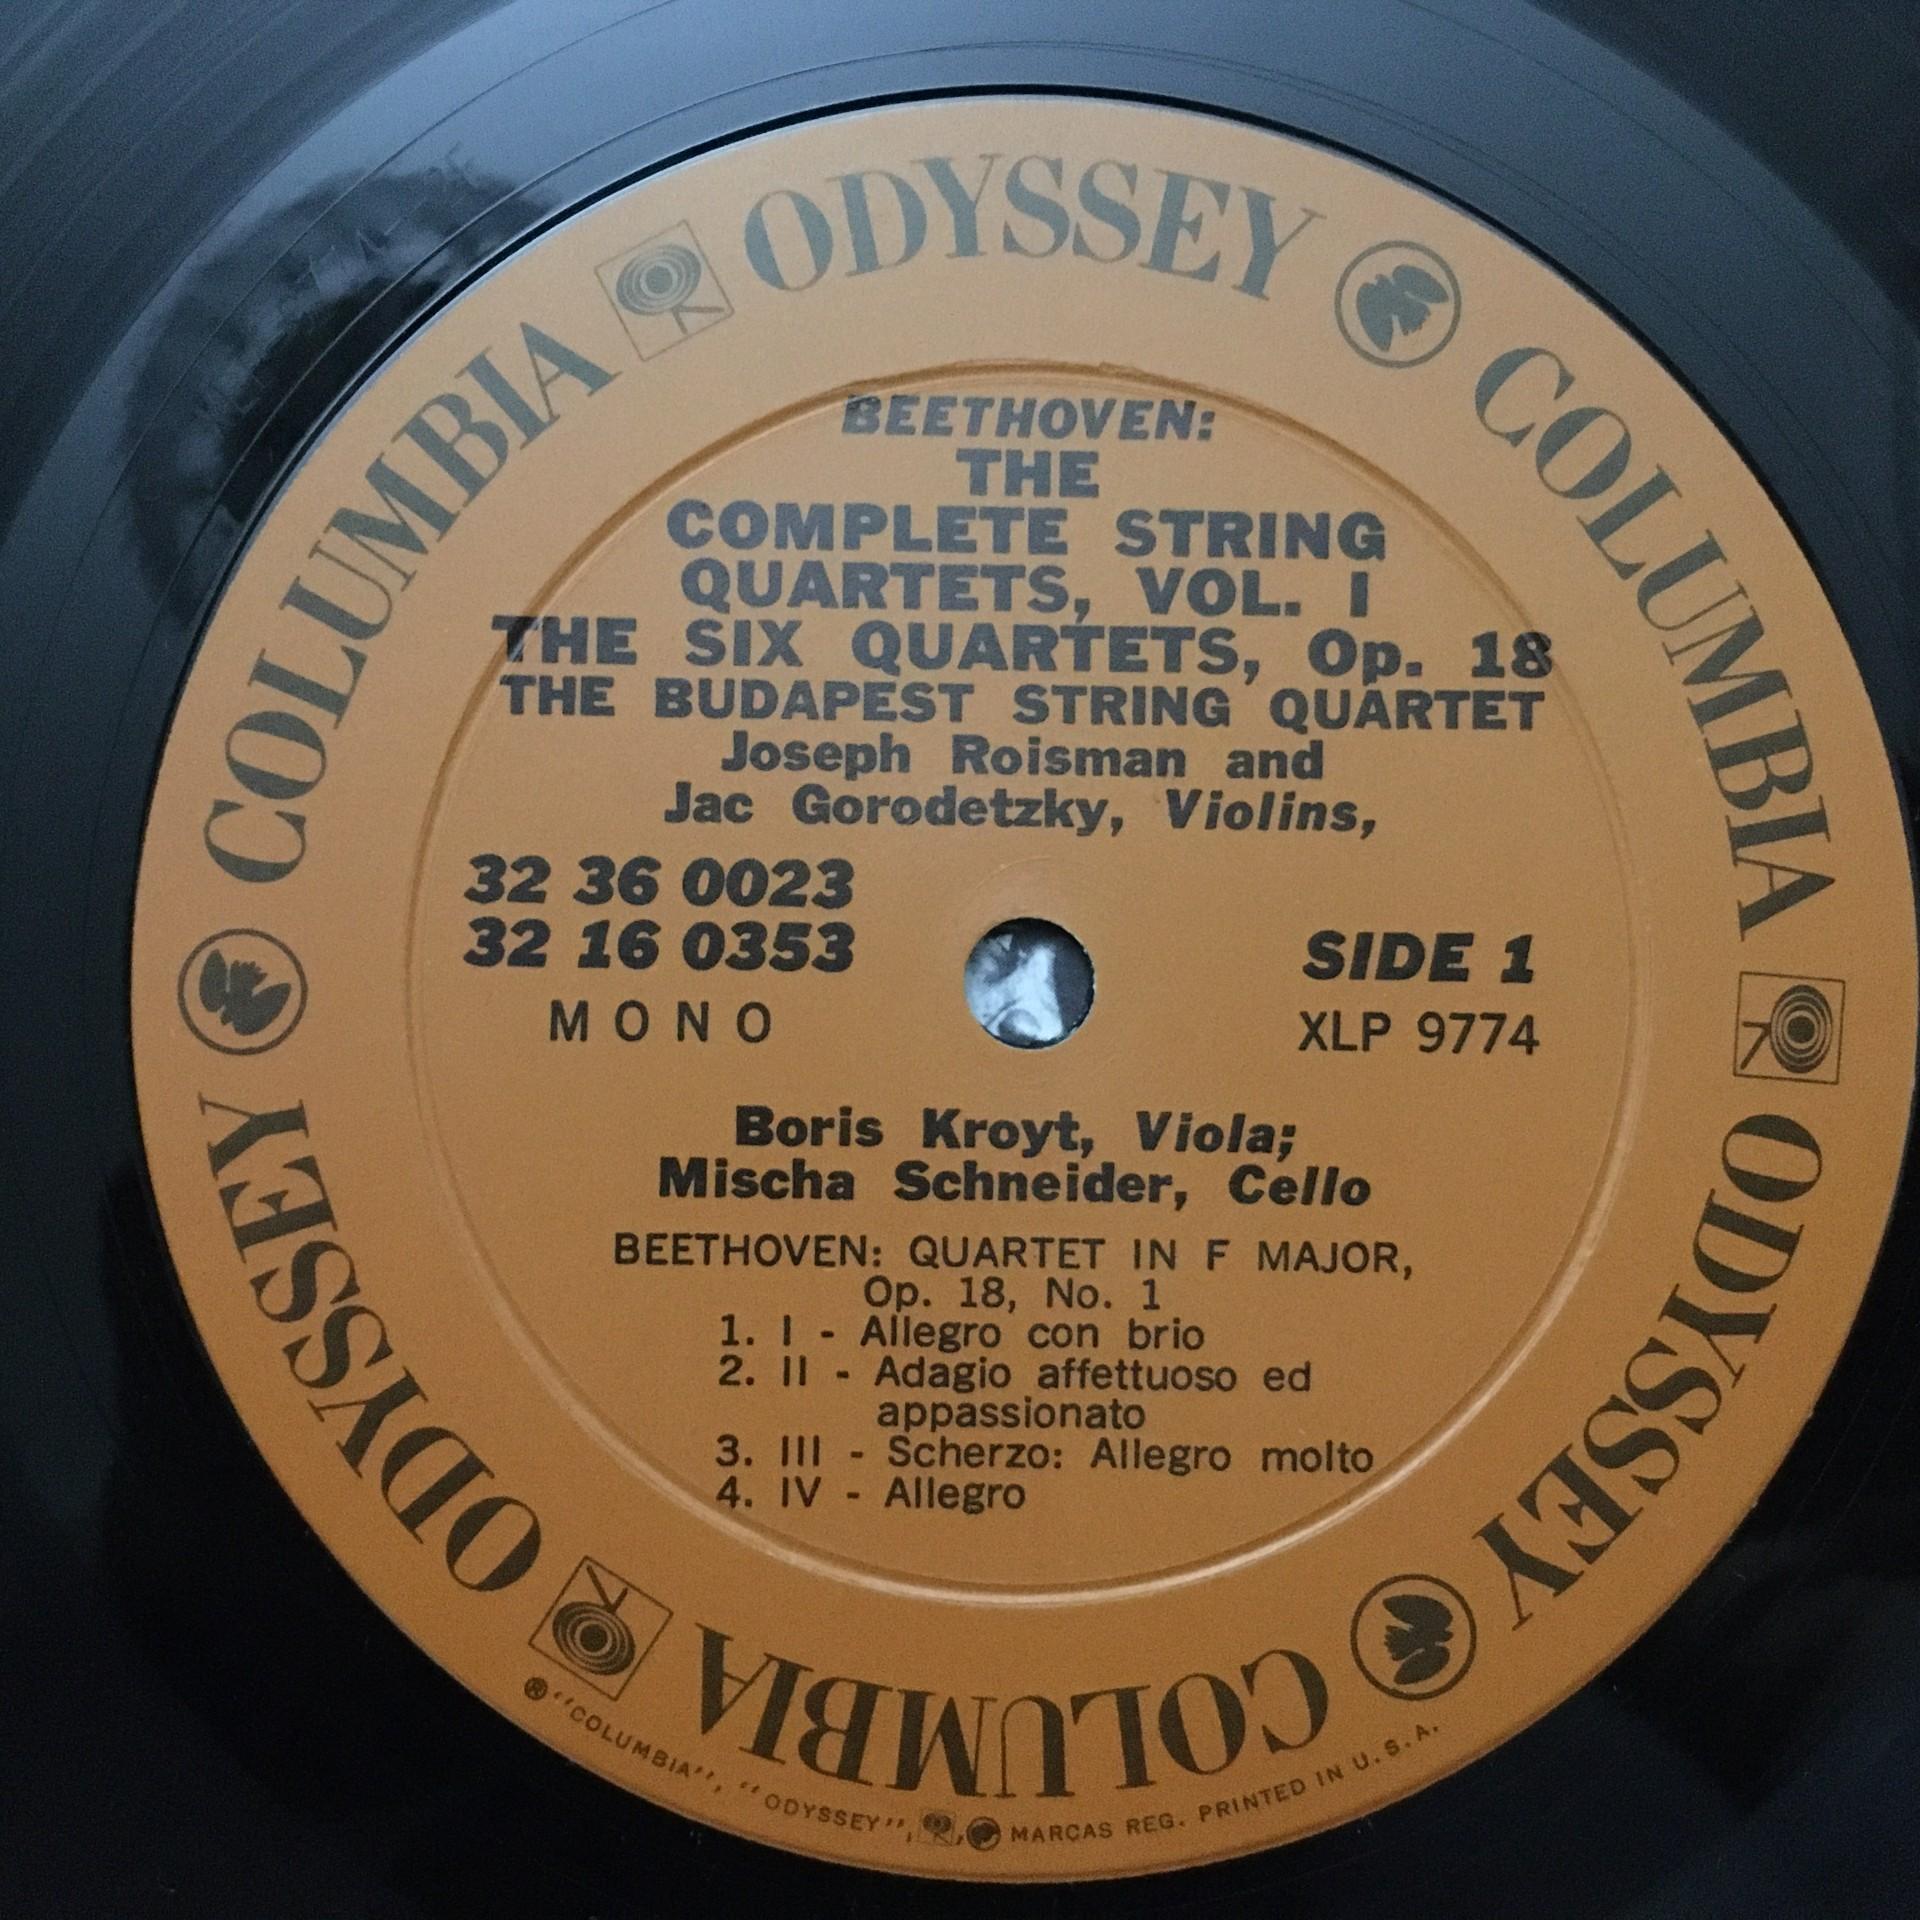 COLUMBIA ODYSSEY COLUMBIA ODYSSEY COLUMBIA ODYSSEY
BEETHOVEN:
THE
COMPLETE STRING
QUARTETS, VOL. I
THE SIX QUARTETS, Op. 18
THE BUDAPEST STRING QUARTET
Joseph Roisman and
Jac Gorodetzky, Violins,
32 36 0023
32 16 0353
MONO
SIDE 1
XLP 9774
Boris Kroyt, Viola;
Mischa Schneider, Cello
BEETHOVEN: QUARTET IN F MAJOR,
Op. 18, No. 1
1. I - Allegro con brio
2. II - Adagio affettuoso ed
appassionato
3. III - Scherzo: Allegro molto
4. IV - Allegro
® "COLUMBIA", "ODYSSEY", , MARCAS REG. PRINTED IN U.S.A.